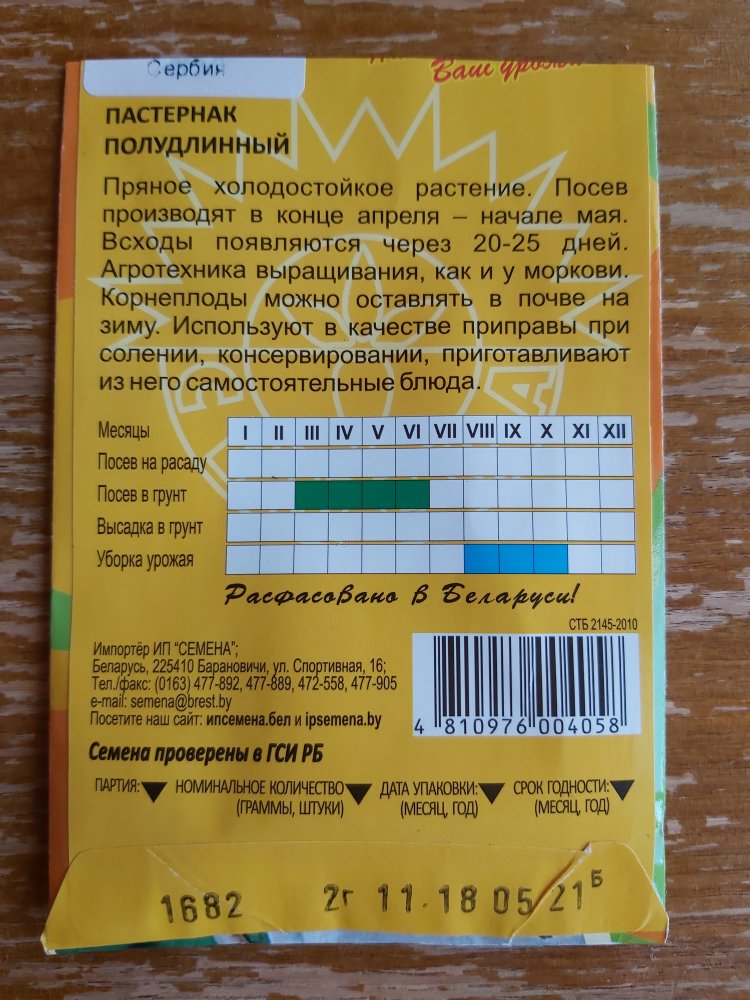 Сербия
Ваш урожай
ПАСТЕРНАК
ПОЛУДЛИННЫЙ
Пряное холодостойкое растение. Посев
производят в конце апреля – начале мая.
Всходы появляются через 20-25 дней.
Агротехника выращивания, как и у моркови.
Корнеплоды можно оставлять в почве на
зиму. Используют в качестве приправы при
солении, консервировании, приготавливают
из него самостоятельные блюда.
Месяцы I II III IV V VI VII VIII IX X XI XII
Посев на рассаду
Посев в грунт
Высадка в грунт
Уборка урожая
Расфасовано в Беларуси!
СТБ 2145-2010
Импортёр ИП "СЕМЕНА";
Беларусь, 225410 Барановичи, ул. Спортивная, 16;
Тел./факс: (0163) 477-892, 477-889, 472-558, 477-905
e-mail: semena@brest.by
Посетите наш сайт: ипсемена.бел и ipsemena.by
4 810976 004058
Семена проверены в ГСИ РБ
ПАРТИЯ: НОМИНАЛЬНОЕ КОЛИЧЕСТВО ДАТА УПАКОВКИ: СРОК ГОДНОСТИ:
(ГРАММЫ, ШТУКИ) (МЕСЯЦ, ГОД) (МЕСЯЦ, ГОД)
1682 2г 11.18 05 21 Б